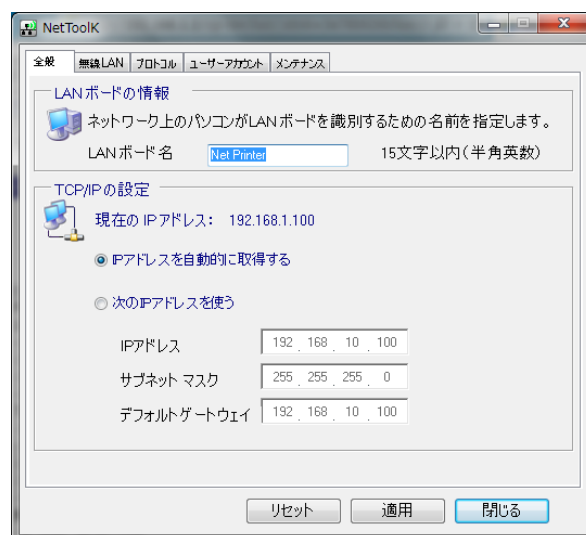 NetToolK
全般 無線LAN プロトコル ユーザーアカウント メンテナンス
LANボードの情報
ネットワーク上のパソコンがLANボードを識別するための名前を指定します。
LANボード名 Net Printer 15文字以内(半角英数)
TCP/IPの設定
現在のIPアドレス: 192.168.1.100
IPアドレスを自動的に取得する
次のIPアドレスを使う
IPアドレス 192 . 168 . 10 . 100
サブネット マスク 255 . 255 . 255 . 0
デフォルトゲートウェイ 192 . 168 . 10 . 100
リセット 適用 閉じる